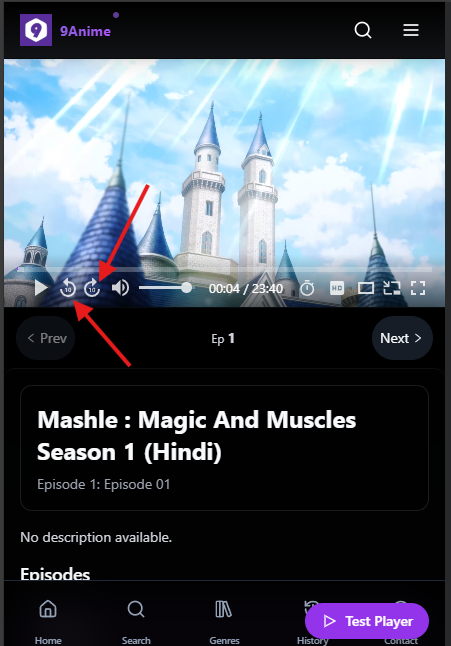 9Anime
10 10
00:04 / 23:40
HD
Prev
Ep 1
Next
Mashle : Magic And Muscles
Season 1 (Hindi)
Episode 1: Episode 01
No description available.
Episodes
Test Player
Home
Search
Genres
History
Contact